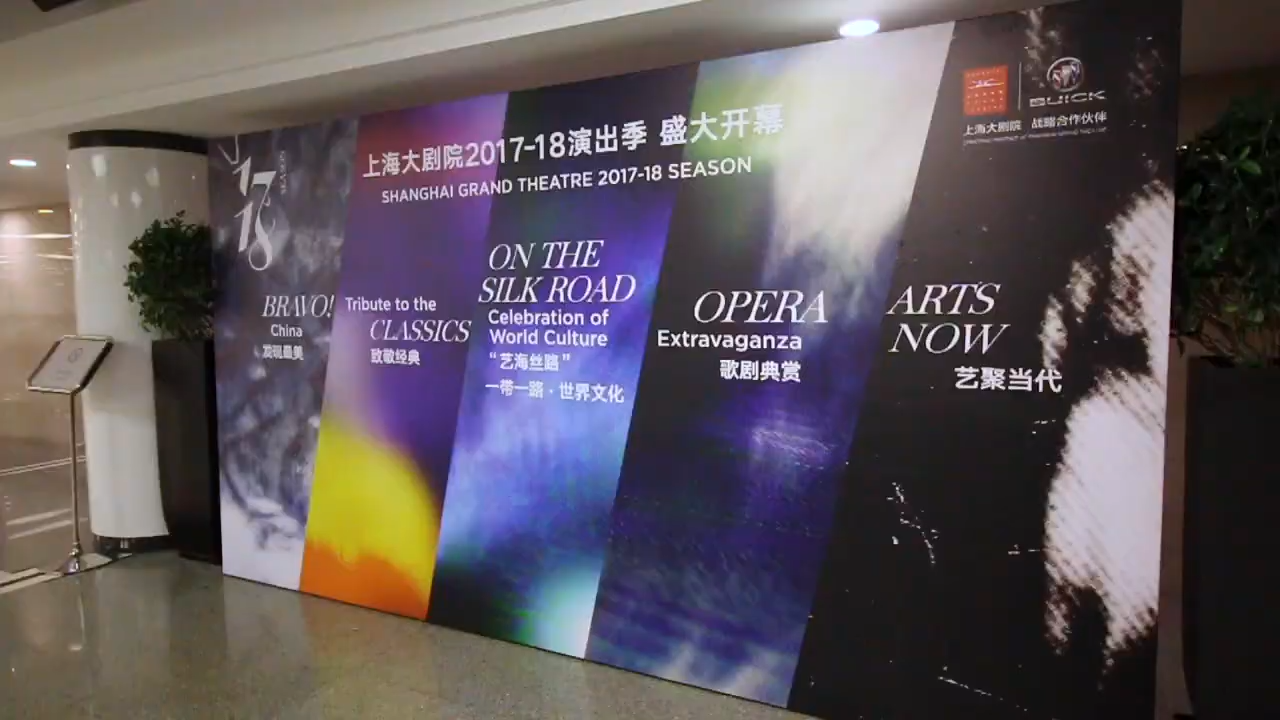 上海大剧院2017-18演出季 盛大开幕
SHANGHAI GRAND THEATRE 2017-18 SEASON
17
18
BRAVO!
China
发现最美
Tribute to the
CLASSICS
致敬经典
ON THE
SILK ROAD
Celebration of
World Culture
“艺海丝路”
一带一路·世界文化
OPERA
Extravaganza
歌剧典赏
ARTS
NOW
艺聚当代
BUICK
上海大剧院
战略合作伙伴